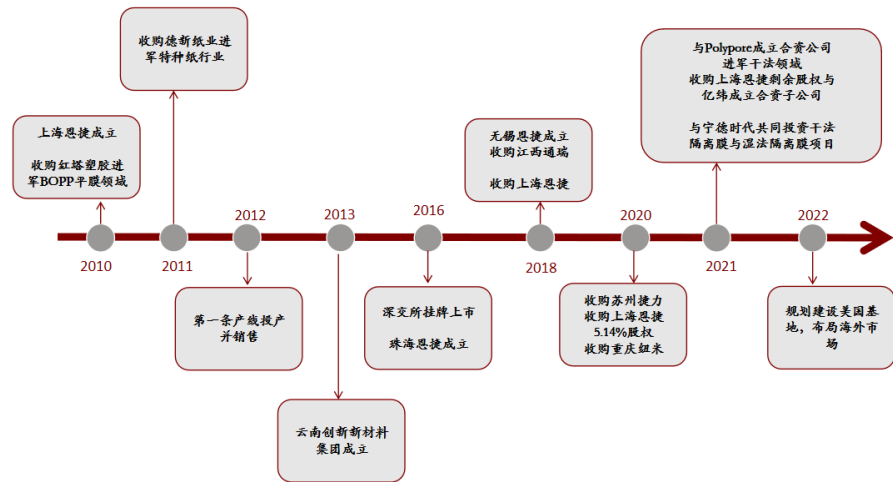 上海恩捷成立
收购红塔塑胶进
军BOPP平膜领域
2010
收购德新纸业进
军特种纸行业
2011
2012
第一条产线投产
并销售
2013
云南创新新材料
集团成立
2016
深交所挂牌上市
珠海恩捷成立
无锡恩捷成立
收购江西通瑞
收购上海恩捷
2018
2020
收购苏州捷力
收购上海恩捷
5.14%股权
收购重庆纽米
与Polypore成立合资公司
进军干法领域
收购上海恩捷剩余股权与
亿纬成立合资子公司
与宁德时代共同投资干法
隔离膜与湿法隔离膜项目
2021
2022
规划建设美国基
地，布局海外市
场